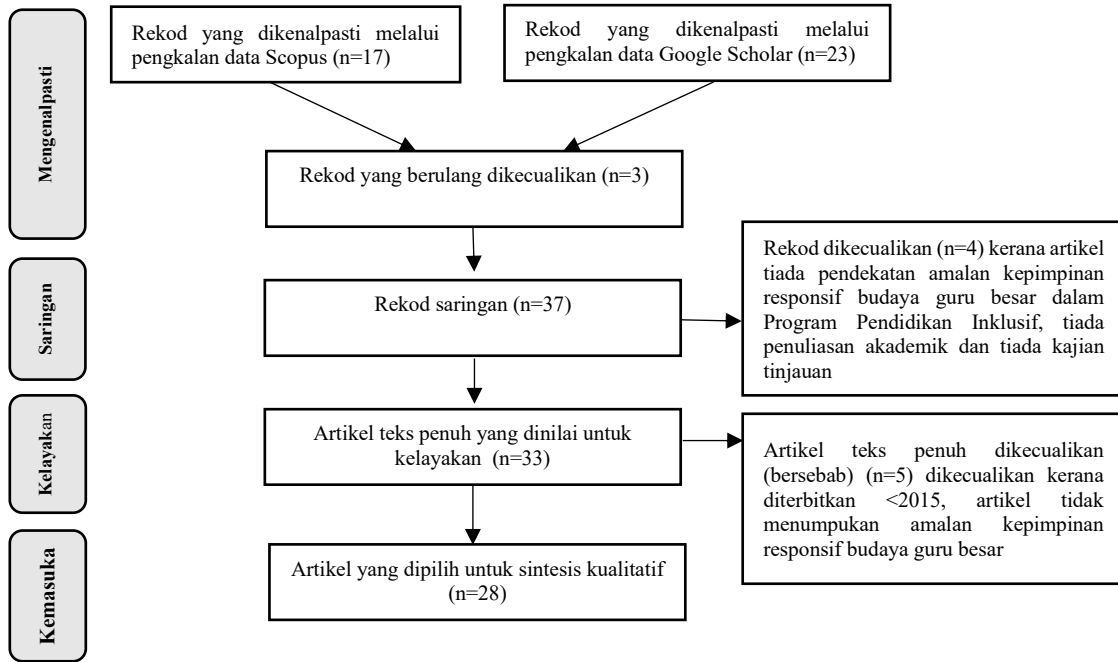 Mengenalpasti
Rekod yang dikenalpasti melalui
pengkalan data Scopus (n=17)
Rekod yang dikenalpasti melalui
pengkalan data Google Scholar (n=23)
Rekod yang berulang dikecualikan (n=3)
Saringan
Rekod saringan (n=37)
Rekod dikecualikan (n=4) kerana artikel
tiada pendekatan amalan kepimpinan
responsif budaya guru besar dalam
Program Pendidikan Inklusif, tiada
penuliasan akademik dan tiada kajian
tinjauan
Kelayakan
Artikel teks penuh yang dinilai untuk
kelayakan (n=33)
Artikel teks penuh dikecualikan
(bersebab) (n=5) dikecualikan kerana
diterbitkan <2015, artikel tidak
menumpukan amalan kepimpinan
responsif budaya guru besar
Kemasuka
Artikel yang dipilih untuk sintesis kualitatif
(n=28)